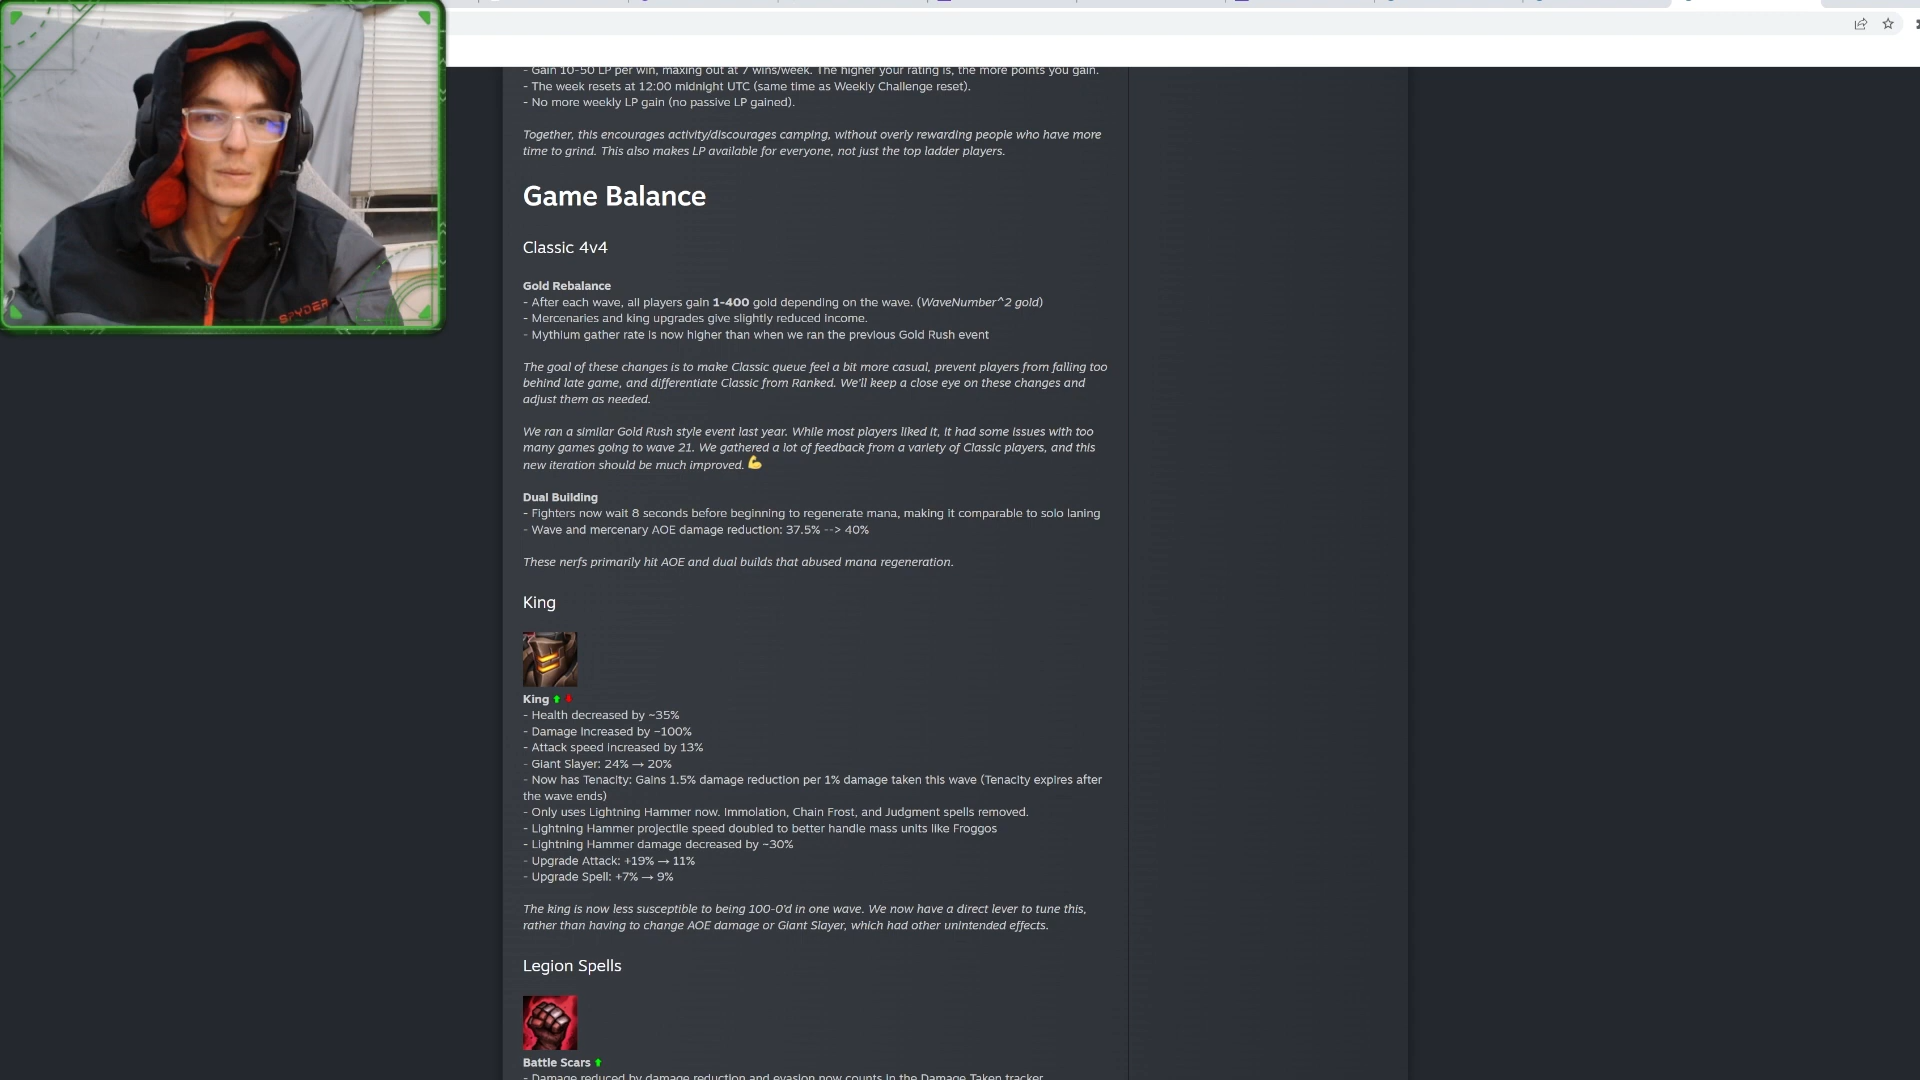 - Gain 10-50 LP per win, maxing out at 7 wins/week. The higher your rating is, the more points you gain.
- The week resets at 12:00 midnight UTC (same time as Weekly Challenge reset).
- No more weekly LP gain (no passive LP gained).
Together, this encourages activity/discourages camping, without overly rewarding people who have more
time to grind. This also makes LP available for everyone, not just the top ladder players.
Game Balance
Classic 4v4
Gold Rebalance
- After each wave, all players gain 1-400 gold depending on the wave. (WaveNumber^2 gold)
- Mercenaries and king upgrades give slightly reduced income.
- Mythium gather rate is now higher than when we ran the previous Gold Rush event
The goal of these changes is to make Classic queue feel a bit more casual, prevent players from falling too
behind late game, and differentiate Classic from Ranked. We'll keep a close eye on these changes and
adjust them as needed.
We ran a similar Gold Rush style event last year. While most players liked it, it had some issues with too
many games going to wave 21. We gathered a lot of feedback from a variety of Classic players, and this
new iteration should be much improved. 💪
Dual Building
- Fighters now wait 8 seconds before beginning to regenerate mana, making it comparable to solo laning
- Wave and mercenary AOE damage reduction: 37.5% --> 40%
These nerfs primarily hit AOE and dual builds that abused mana regeneration.
King
King
- Health decreased by ~35%
- Damage increased by ~100%
- Attack speed increased by 13%
- Giant Slayer: 24% → 20%
- Now has Tenacity: Gains 1.5% damage reduction per 1% damage taken this wave (Tenacity expires after
the wave ends)
- Only uses Lightning Hammer now. Immolation, Chain Frost, and Judgment spells removed.
- Lightning Hammer projectile speed doubled to better handle mass units like Froggos
- Lightning Hammer damage decreased by ~30%
- Upgrade Attack: +19% → 11%
- Upgrade Spell: +7% → 9%
The king is now less susceptible to being 100-0'd in one wave. We now have a direct lever to tune this,
rather than having to change AOE damage or Giant Slayer, which had other unintended effects.
Legion Spells
Battle Scars
- Damage reduced by damage reduction and evasion now counts in the Damage Taken tracker
SPYDER